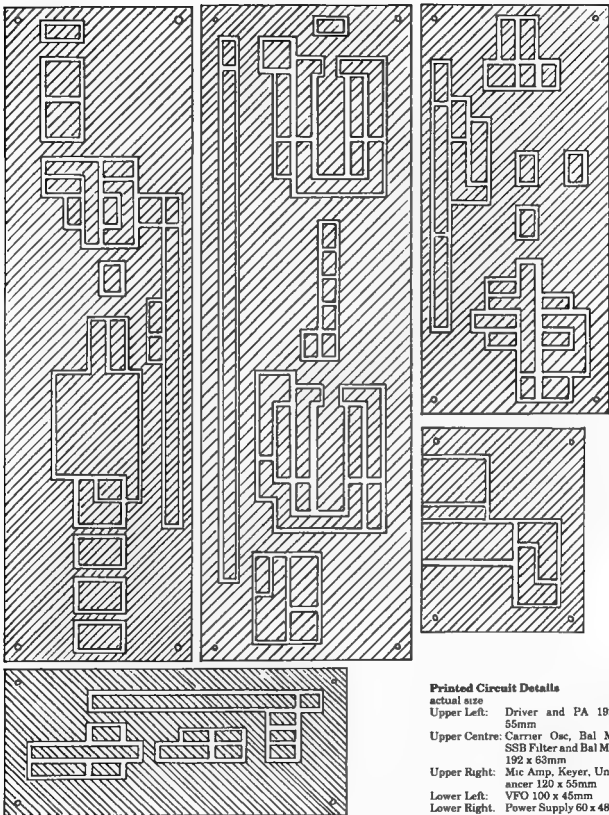 Printed Circuit Details
actual size
Upper Left: Driver and PA
55mm
Upper Centre: Carrier Osc, Bal
SSB Filter and Bal
192 x 63mm
Upper Right: Mic Amp, Keyer,
ancer 120 x 55mm
Lower Left: VFO 100 x 45mm
Lower Right. Power Supply 60 x 48